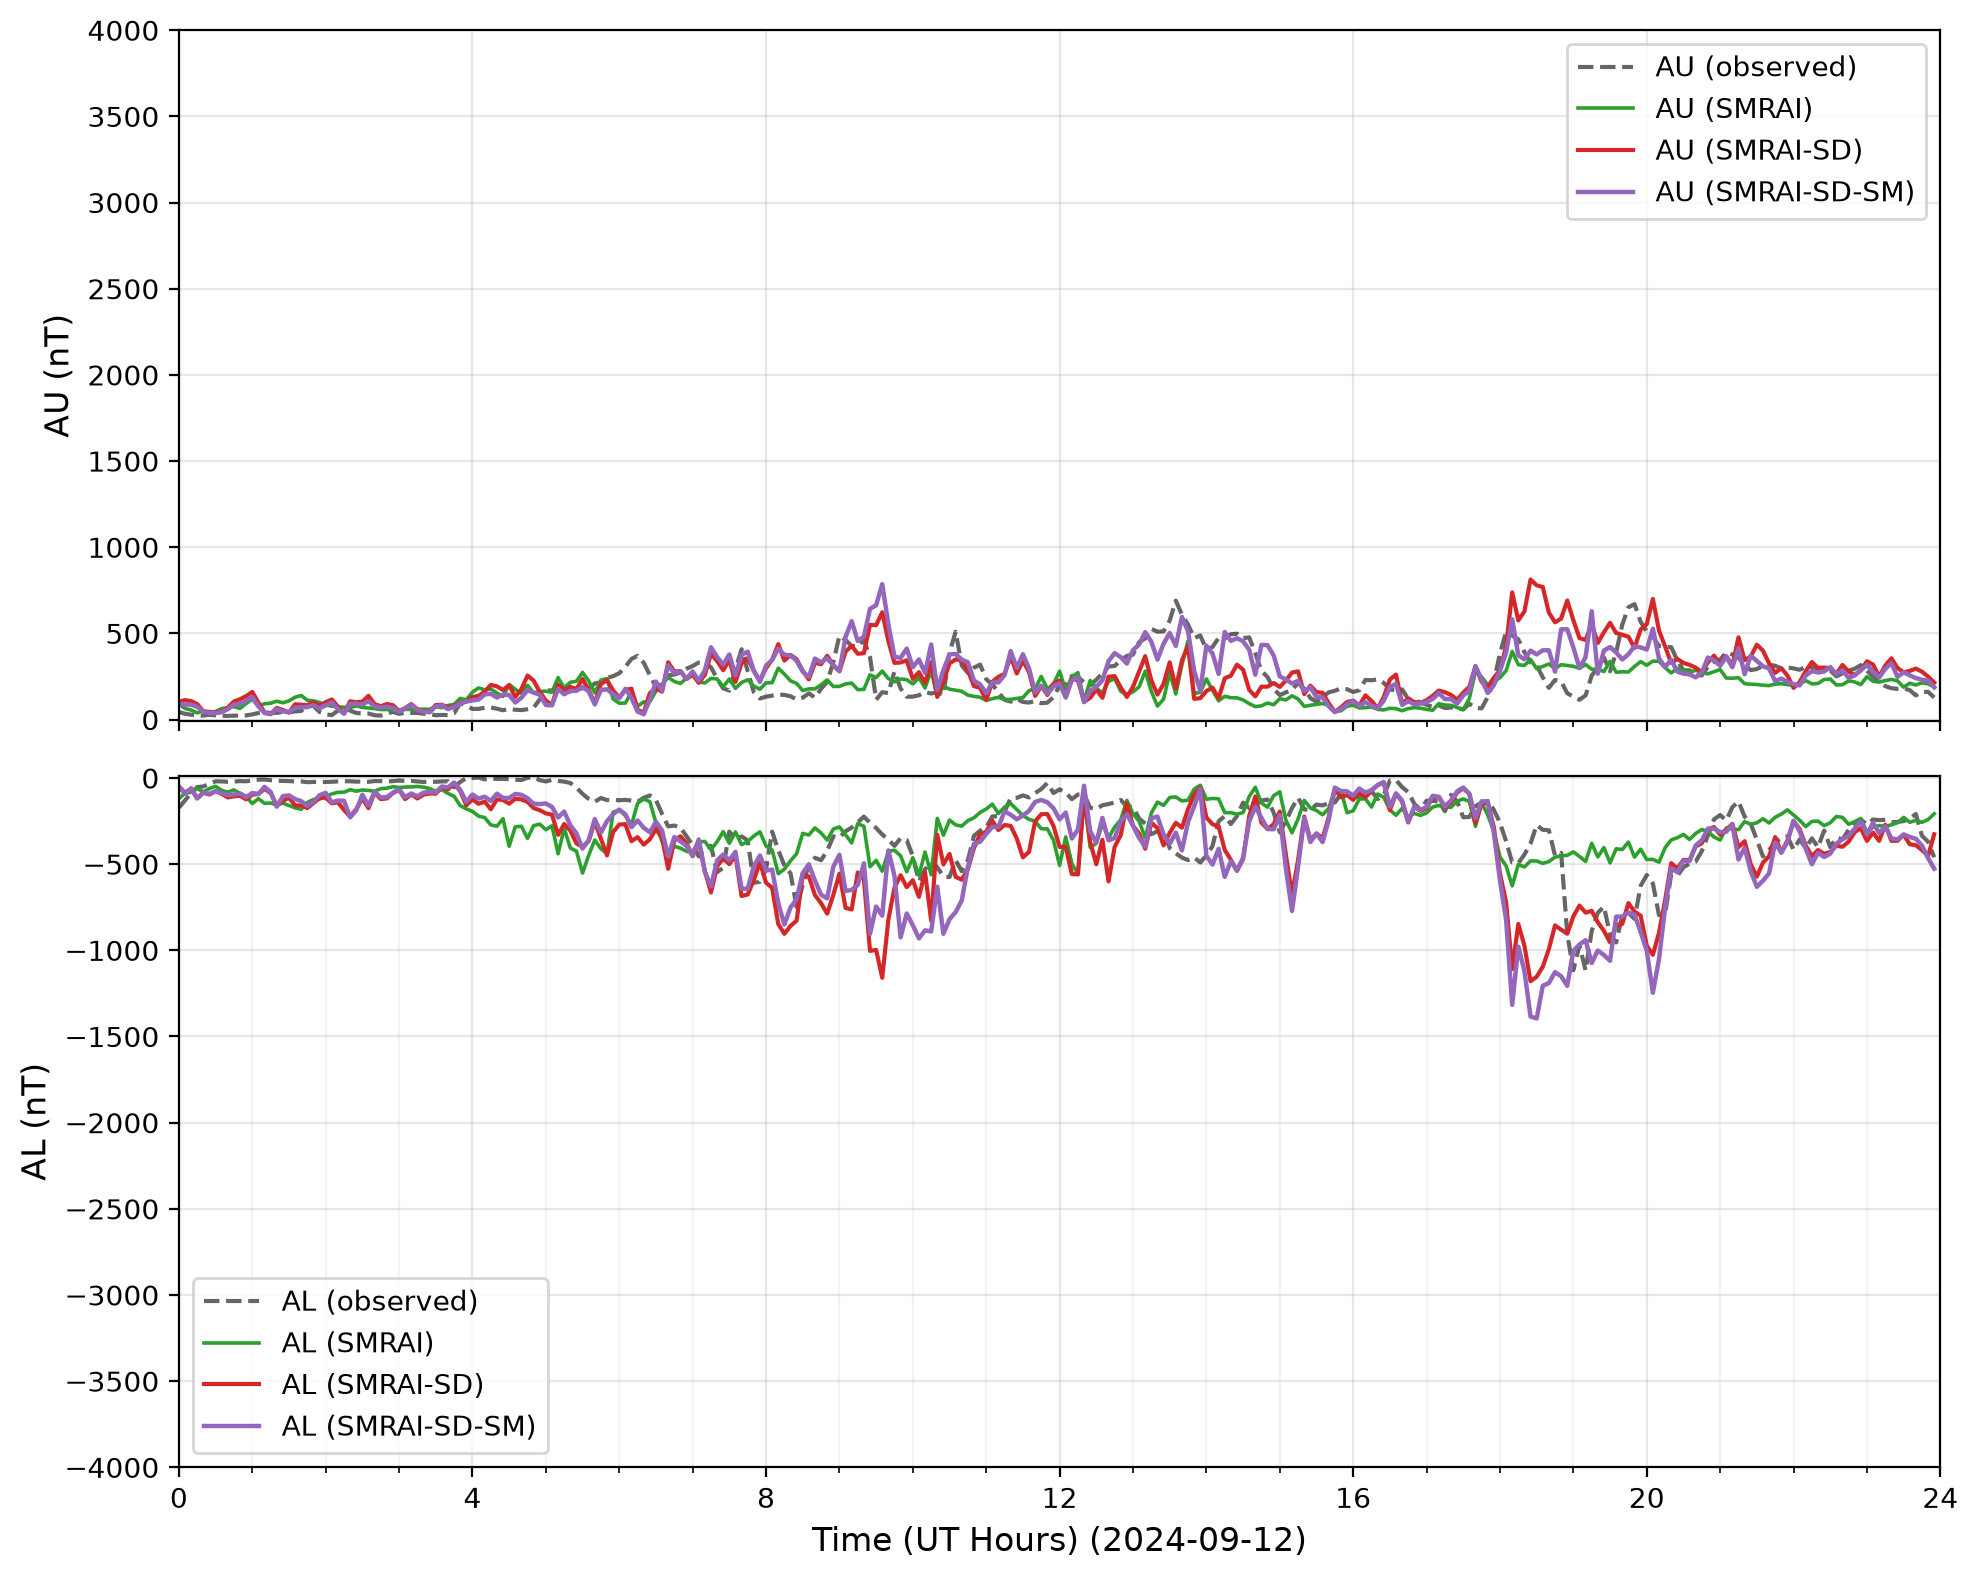 4000
3500
3000
2500
2000
1500
1000
500
0
AU (nT)
AU (observed)
AU (SMRAI)
AU (SMRAI-SD)
AU (SMRAI-SD-SM)
0
−500
−1000
−1500
−2000
−2500
−3000
−3500
−4000
AL (nT)
AL (observed)
AL (SMRAI)
AL (SMRAI-SD)
AL (SMRAI-SD-SM)
0 4 8 12 16 20 24
Time (UT Hours) (2024-09-12)